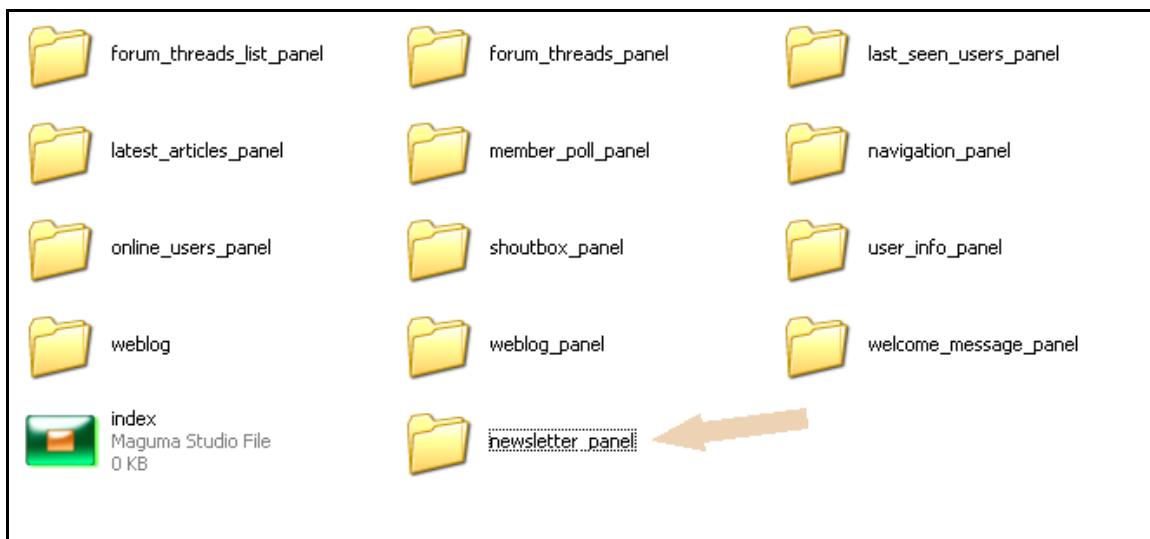 forum_threads_list_panel
forum_threads_panel
last_seen_users_panel
latest_articles_panel
member_poll_panel
navigation_panel
online_users_panel
shoutbox_panel
user_info_panel
weblog
weblog_panel
welcome_message_panel
index
Maguma Studio File
0 KB
newsletter_panel